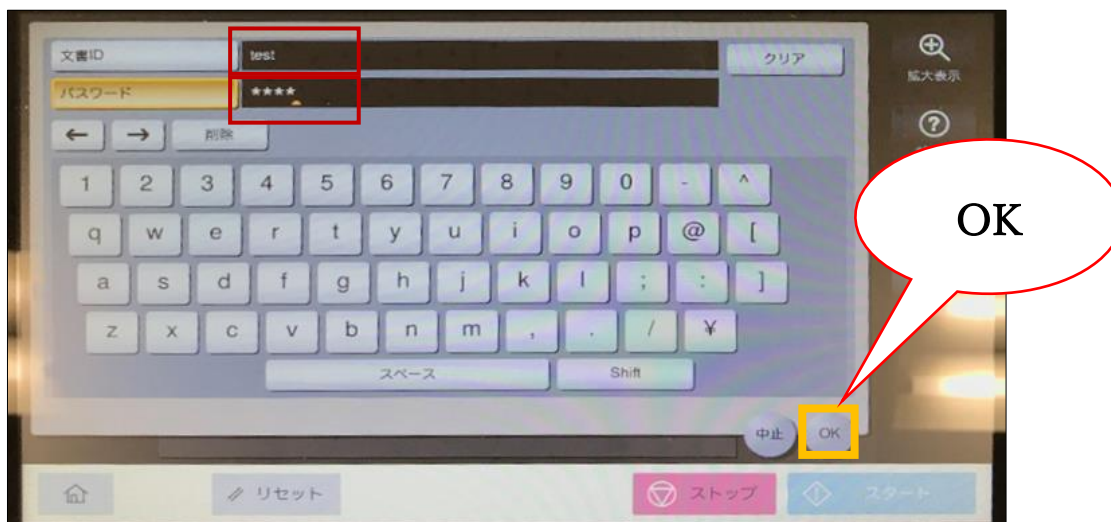 文書ID test クリア
パスワード ****
← → 削除
1 2 3 4 5 6 7 8 9 0 - ^
q w e r t y u i o p @ [
a s d f g h j k l ; : ]
z x c v b n m , . / ¥
スペース Shift
中止 OK
リセット ストップ スタート
拡大表示
?
OK